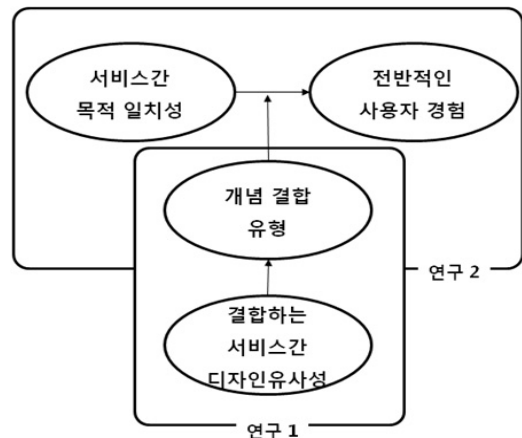 서비스간
목적 일치성
전반적인
사용자 경험
개념 결합
유형
연구 2
결합하는
서비스간
디자인유사성
연구 1